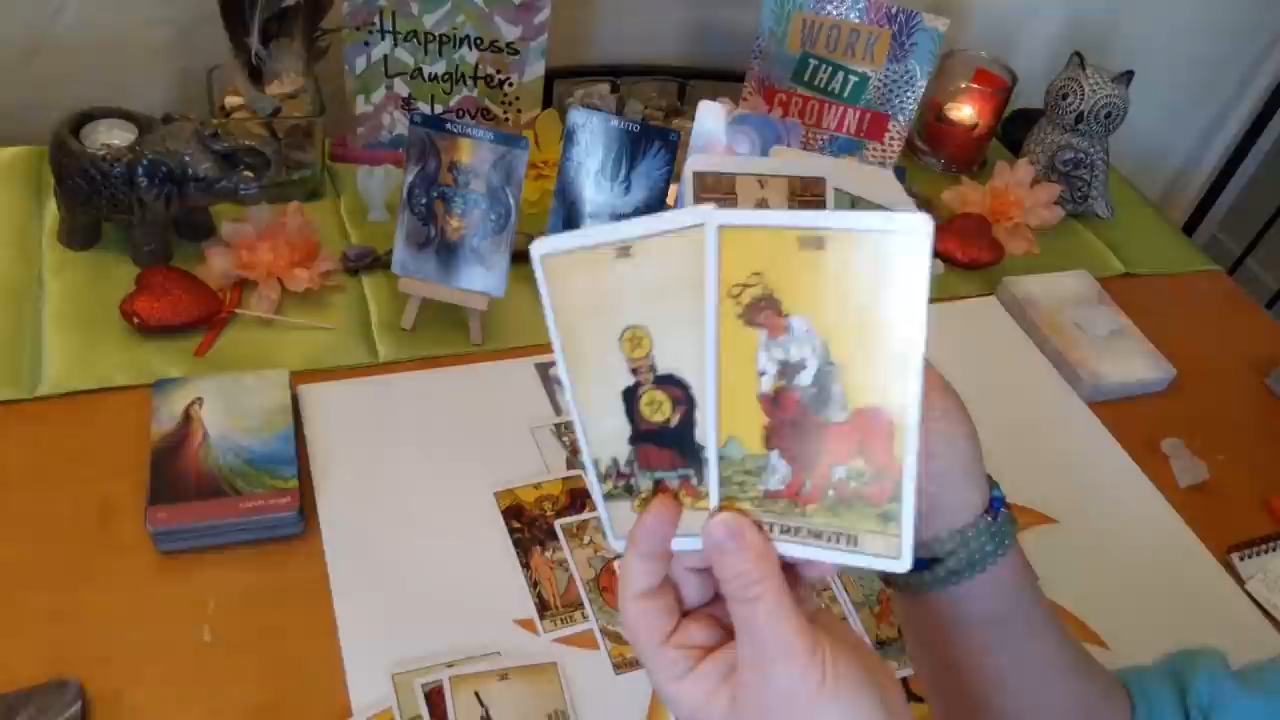 Happiness
Laughter
& Love
WORK
THAT
CROWN!
AQUARIUS
PLUTO
STRENGTH
THE L